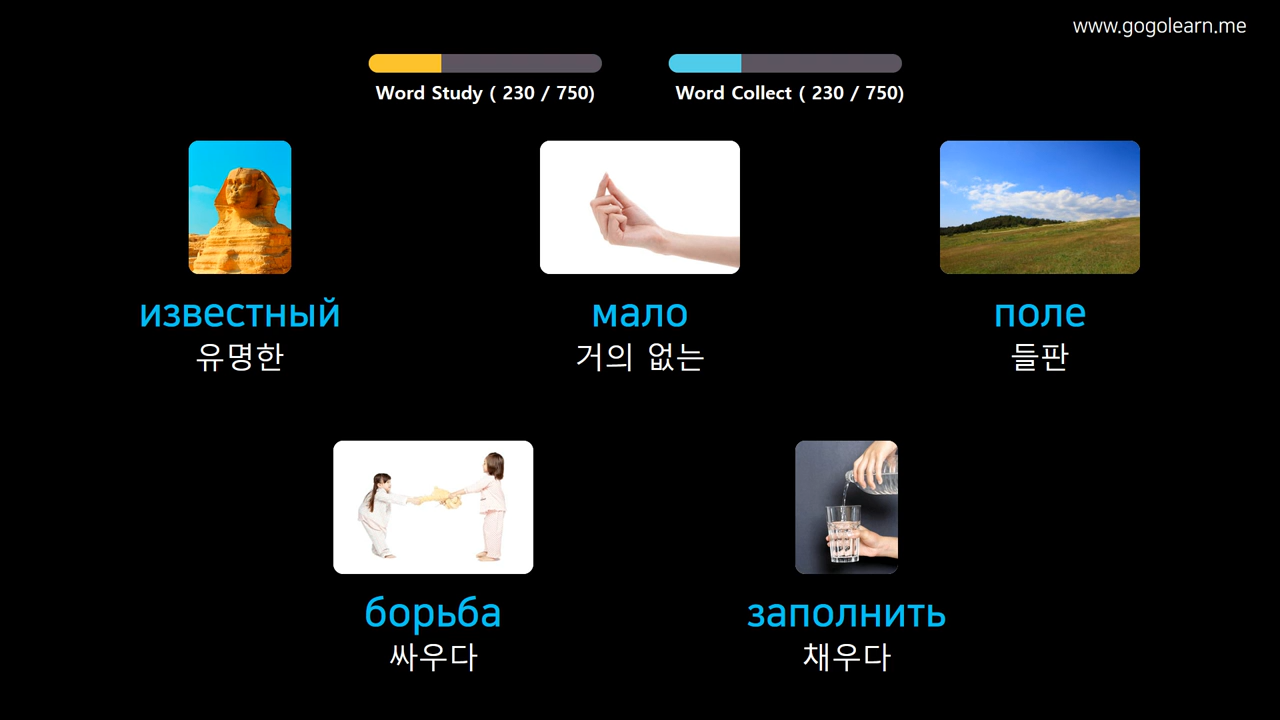 www.gogolearn.me
Word Study ( 230 / 750)
Word Collect ( 230 / 750)
известный
유명한
мало
거의 없는
поле
들판
борьба
싸우다
заполнить
채우다